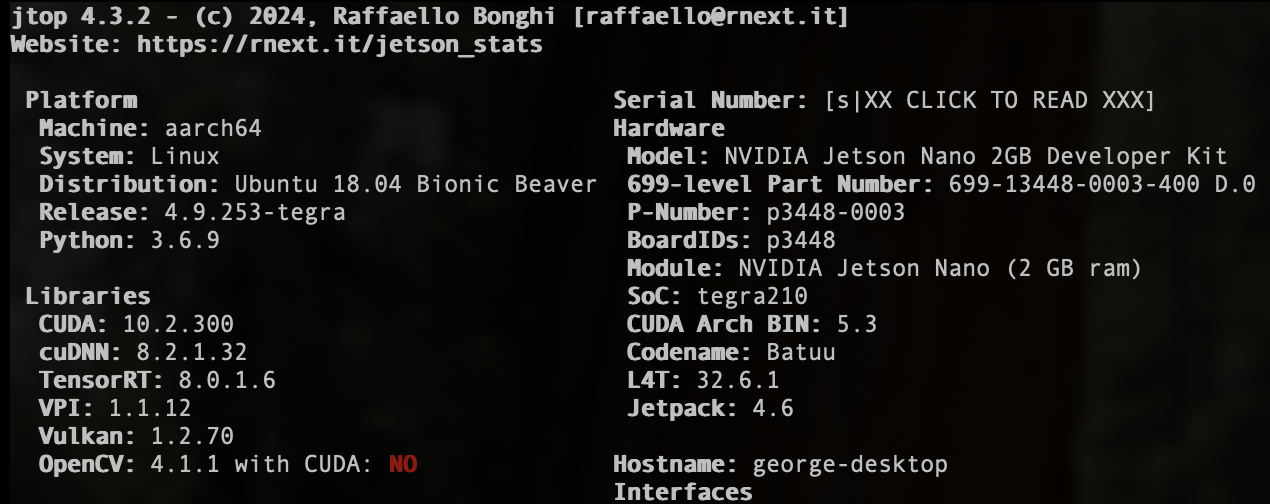 jtop 4.3.2 - (c) 2024, Raffaello Bonghi [raffaello@rnext.it]
Website: https://rnext.it/jetson_stats
Platform
Machine: aarch64
System: Linux
Distribution: Ubuntu 18.04 Bionic Beaver
Release: 4.9.253-tegra
Python: 3.6.9
Libraries
CUDA: 10.2.300
cuDNN: 8.2.1.32
TensorRT: 8.0.1.6
VPI: 1.1.12
Vulkan: 1.2.70
OpenCV: 4.1.1 with CUDA: NO
Serial Number: [s|XX CLICK TO READ XXX]
Hardware
Model: NVIDIA Jetson Nano 2GB Developer Kit
699-level Part Number: 699-13448-0003-400 D.0
P-Number: p3448-0003
BoardIDs: p3448
Module: NVIDIA Jetson Nano (2 GB ram)
SoC: tegra210
CUDA Arch BIN: 5.3
Codename: Batuu
L4T: 32.6.1
Jetpack: 4.6
Hostname: george-desktop
Interfaces